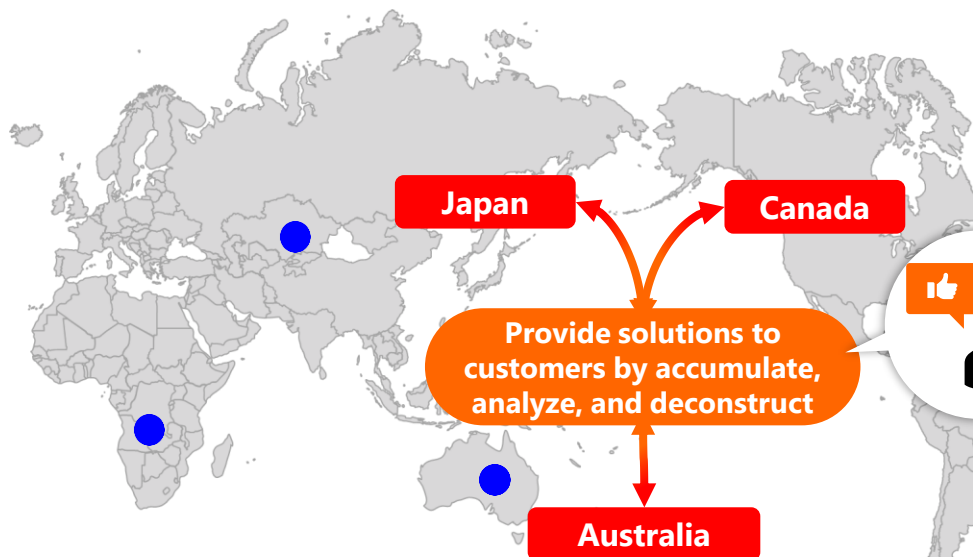 Japan
Canada
Provide solutions to
customers by accumulate,
analyze, and deconstruct
Australia